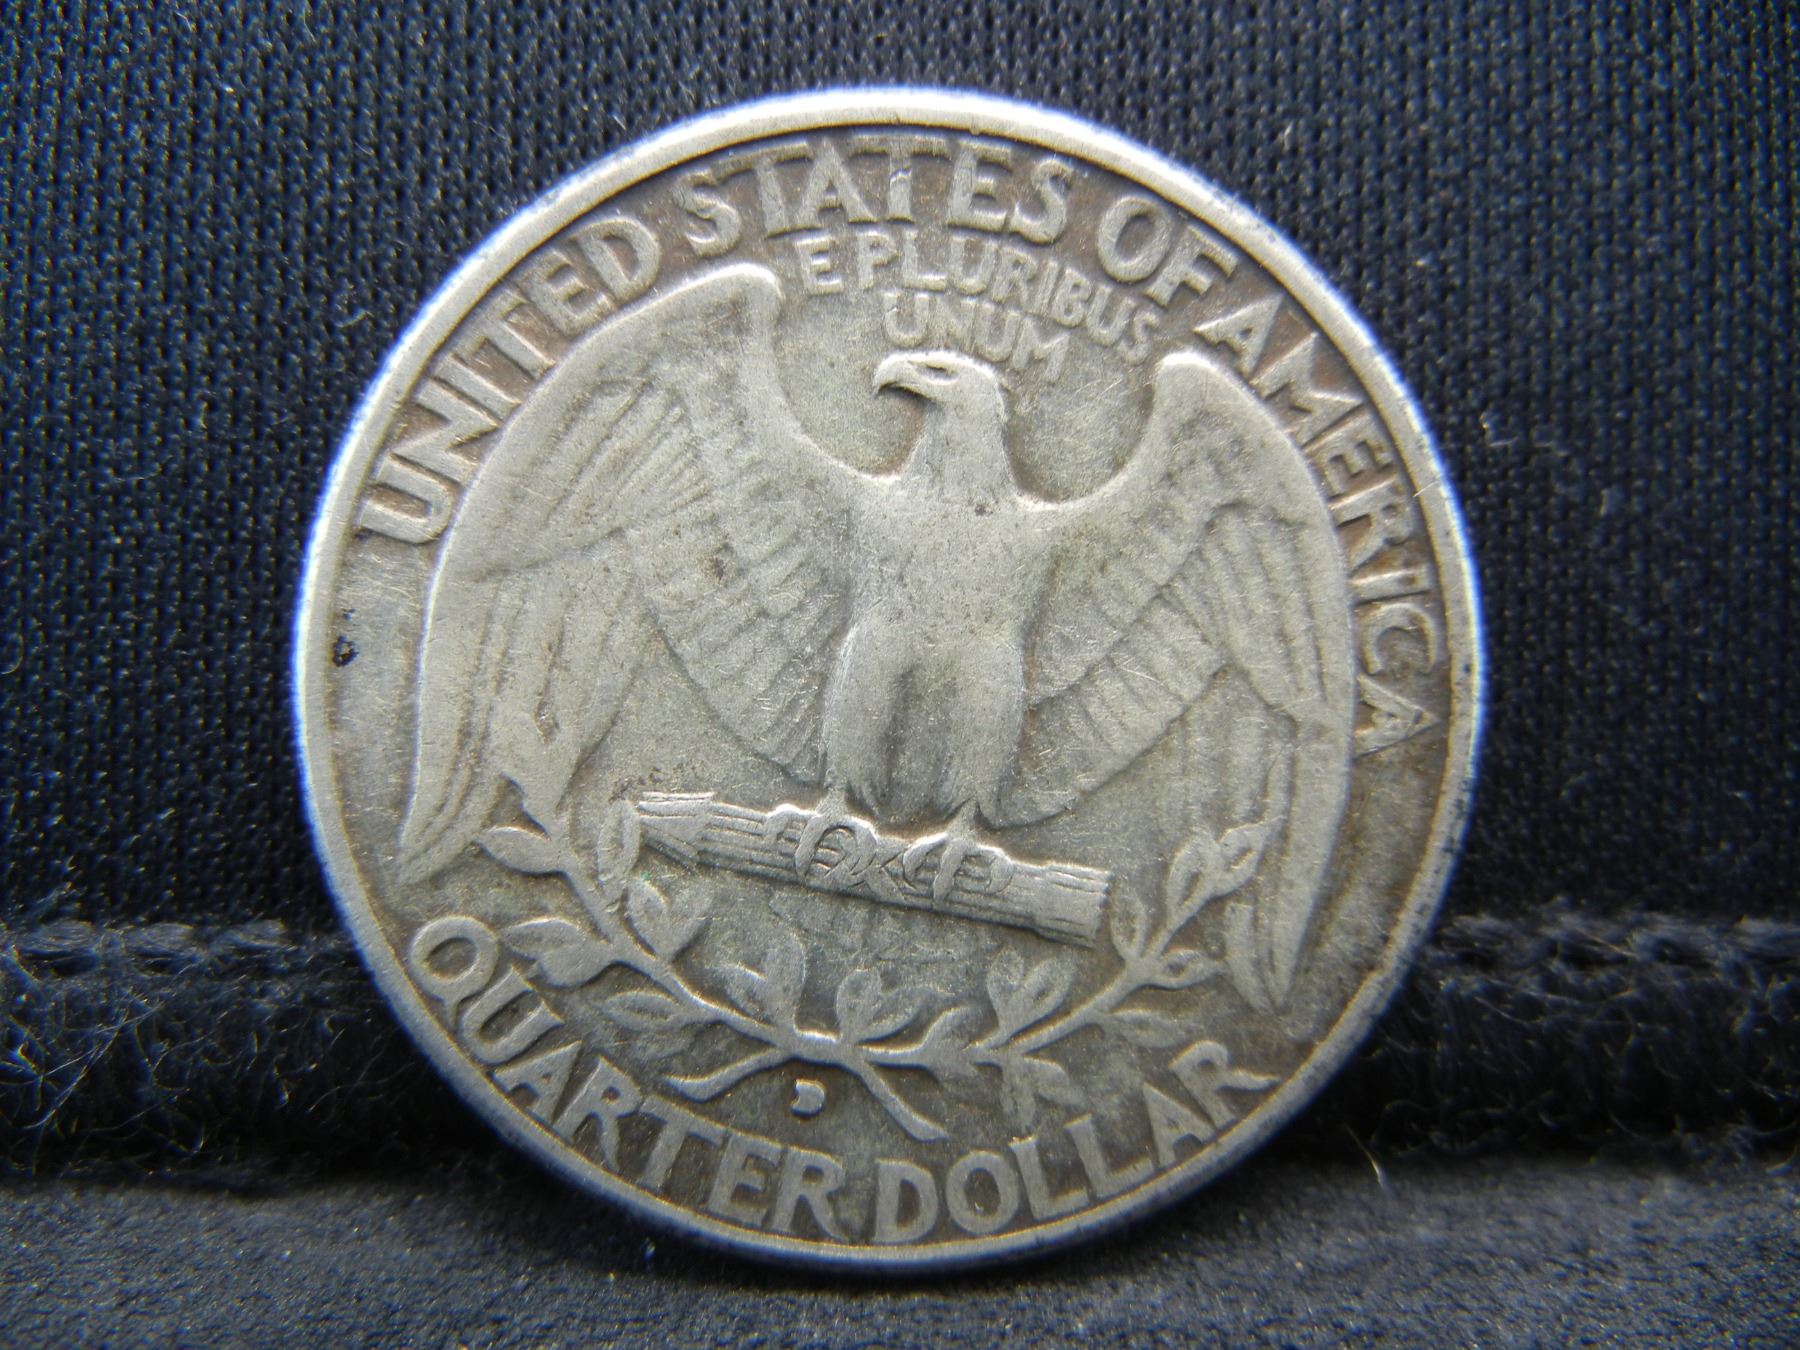 UNITED STATES OF AMERICA
E PLURIBUS
UNUM
D
QUARTER DOLLAR